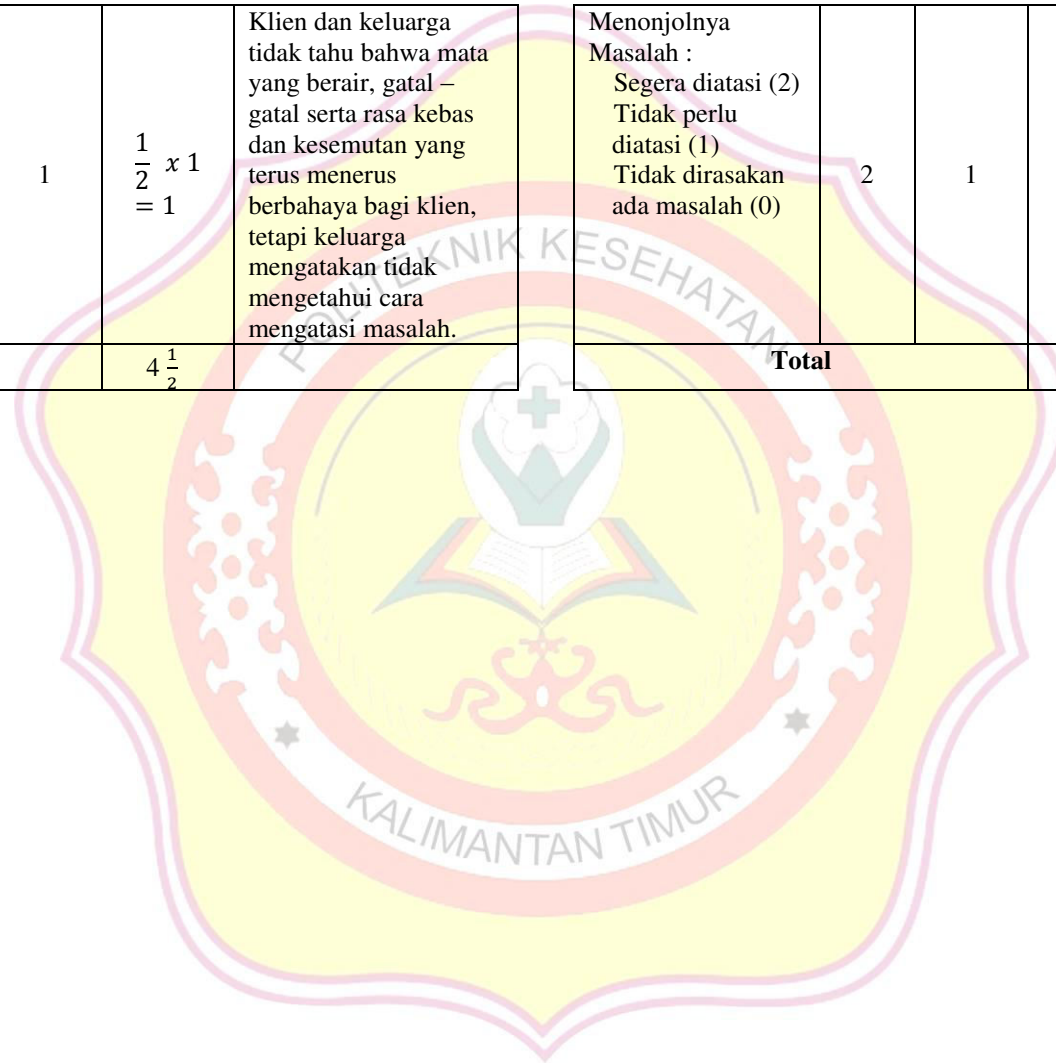 1
1/2 x 1
= 1
Klien dan keluarga
tidak tahu bahwa mata
yang berair, gatal –
gatal serta rasa kebas
dan kesemutan yang
terus menerus
berbahaya bagi klien,
tetapi keluarga
mengatakan tidak
mengetahui cara
mengatasi masalah.
4 1/2
Menonjolnya
Masalah :
Segera diatasi (2)
Tidak perlu
diatasi (1)
Tidak dirasakan
ada masalah (0)
2
1
Total
POLITEKNIK KESEHATAN
KALIMANTAN TIMUR